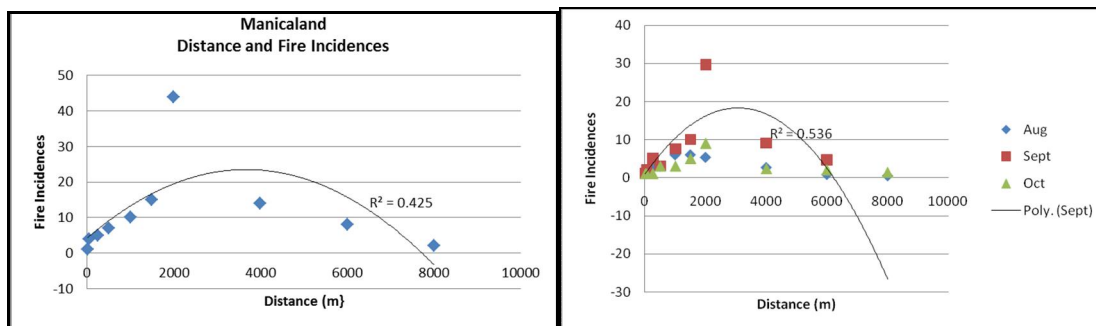 Manicaland
Distance and Fire Incidences
Fire Incidences
50
40
30
20
10
0
-10
R² = 0.425
0 2000 4000 6000 8000 10000
Distance (m}
Fire Incidences
40
30
20
10
0
-10
-20
-30
R² = 0.536
0 2000 4000 6000 8000 10000
Distance (m)
Aug
Sept
Oct
Poly. (Sept)